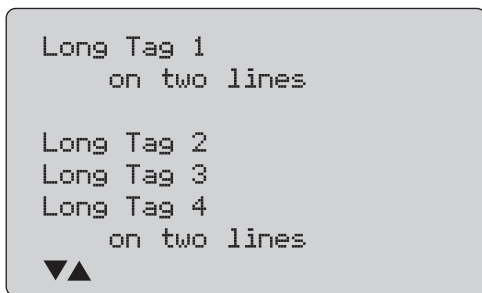 Long Tag 1
on two lines
Long Tag 2
Long Tag 3
Long Tag 4
on two lines
▼▲